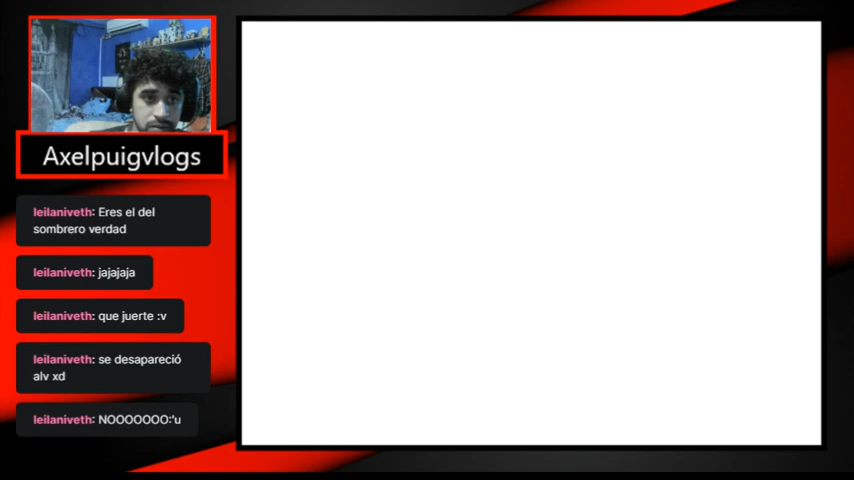 Axelpuigvlogs
leilaniveth: Eres el del
sombrero verdad
leilaniveth: jajajaja
leilaniveth: que juerte :v
leilaniveth: se desapareció
alv xd
leilaniveth: NOOOOOOO:'u